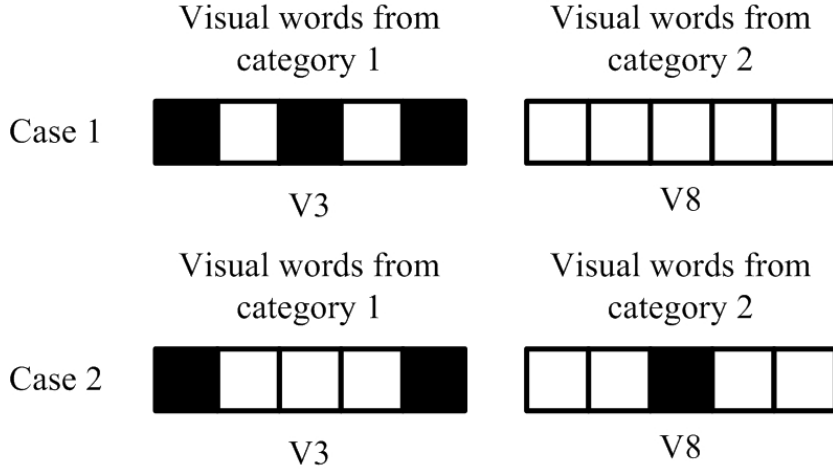 Visual words from
category 1
Visual words from
category 2
Case 1
V3
V8
Visual words from
category 1
Visual words from
category 2
Case 2
V3
V8